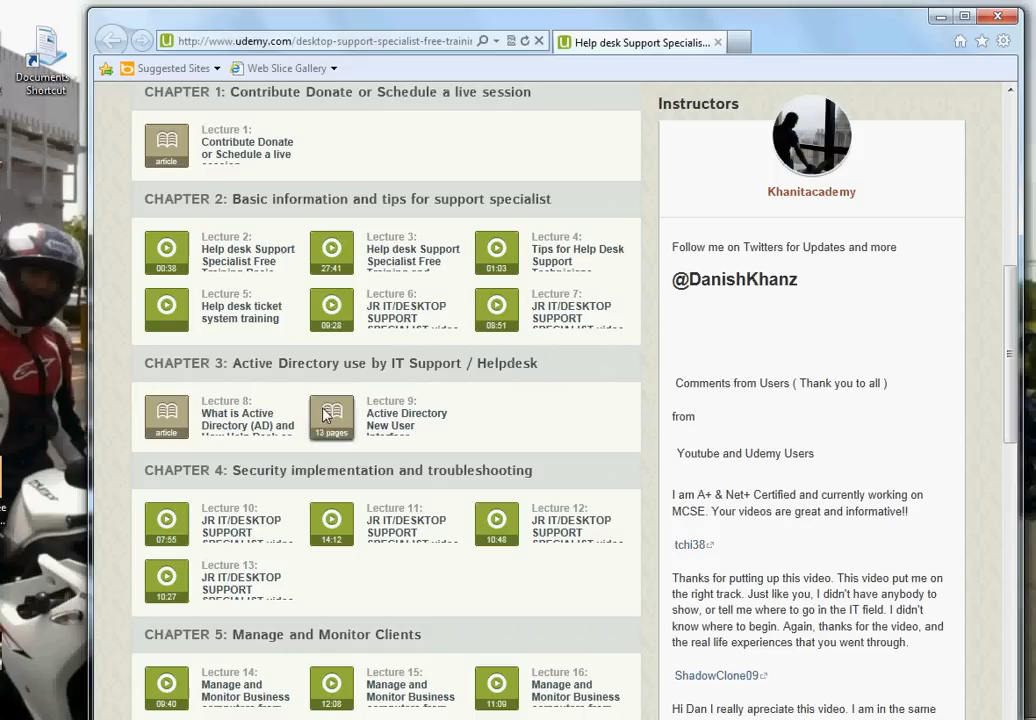 Documents
Shortcut
http://www.udemy.com/desktop-support-specialist-free-trainin
Help desk Support Specialis...
Suggested Sites
Web Slice Gallery
CHAPTER 1: Contribute Donate or Schedule a live session
article
Lecture 1:
Contribute Donate
or Schedule a live
CHAPTER 2: Basic information and tips for support specialist
00:38
Lecture 2:
Help desk Support
Specialist Free
27:41
Lecture 3:
Help desk Support
Specialist Free
01:03
Lecture 4:
Tips for Help Desk
Support
Lecture 5:
Help desk ticket
system training
09:28
Lecture 6:
JR IT/DESKTOP
SUPPORT
08:51
Lecture 7:
JR IT/DESKTOP
SUPPORT
CHAPTER 3: Active Directory use by IT Support / Helpdesk
article
Lecture 8:
What is Active
Directory (AD) and
13 pages
Lecture 9:
Active Directory
New User
CHAPTER 4: Security implementation and troubleshooting
07:55
Lecture 10:
JR IT/DESKTOP
SUPPORT
14:12
Lecture 11:
JR IT/DESKTOP
SUPPORT
10:48
Lecture 12:
JR IT/DESKTOP
SUPPORT
10:27
Lecture 13:
JR IT/DESKTOP
SUPPORT
CHAPTER 5: Manage and Monitor Clients
09:40
Lecture 14:
Manage and
Monitor Business
12:08
Lecture 15:
Manage and
Monitor Business
11:09
Lecture 16:
Manage and
Monitor Business
Instructors
Khanitacademy
Follow me on Twitters for Updates and more
@DanishKhanz
Comments from Users ( Thank you to all )
from
Youtube and Udemy Users
I am A+ & Net+ Certified and currently working on
MCSE. Your videos are great and informative!!
tchi38
Thanks for putting up this video. This video put me on
the right track. Just like you, I didn't have anybody to
show, or tell me where to go in the IT field. I didn't
know where to begin. Again, thanks for the video, and
the real life experiences that you went through.
ShadowClone09
Hi Dan I really appreciate this video. I am in the same